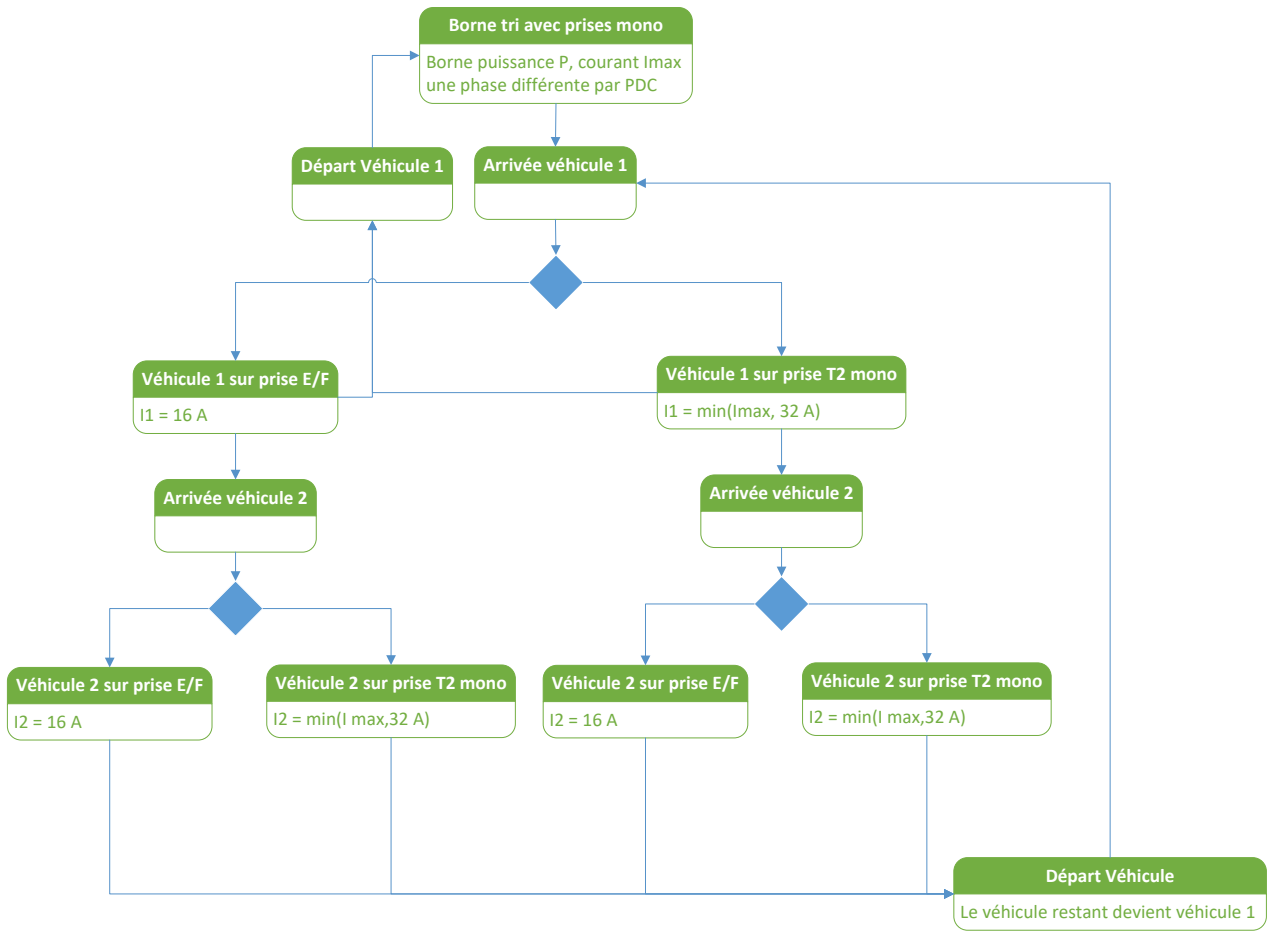 Borne tri avec prises mono
Borne puissance P, courant Imax
une phase différente par PDC
Départ Véhicule 1
Arrivée véhicule 1
Véhicule 1 sur prise E/F
I1 = 16 A
Véhicule 1 sur prise T2 mono
I1 = min(Imax, 32 A)
Arrivée véhicule 2
Arrivée véhicule 2
Véhicule 2 sur prise E/F
I2 = 16 A
Véhicule 2 sur prise T2 mono
I2 = min(I max,32 A)
Véhicule 2 sur prise E/F
I2 = 16 A
Véhicule 2 sur prise T2 mono
I2 = min(I max,32 A)
Départ Véhicule
Le véhicule restant devient véhicule 1